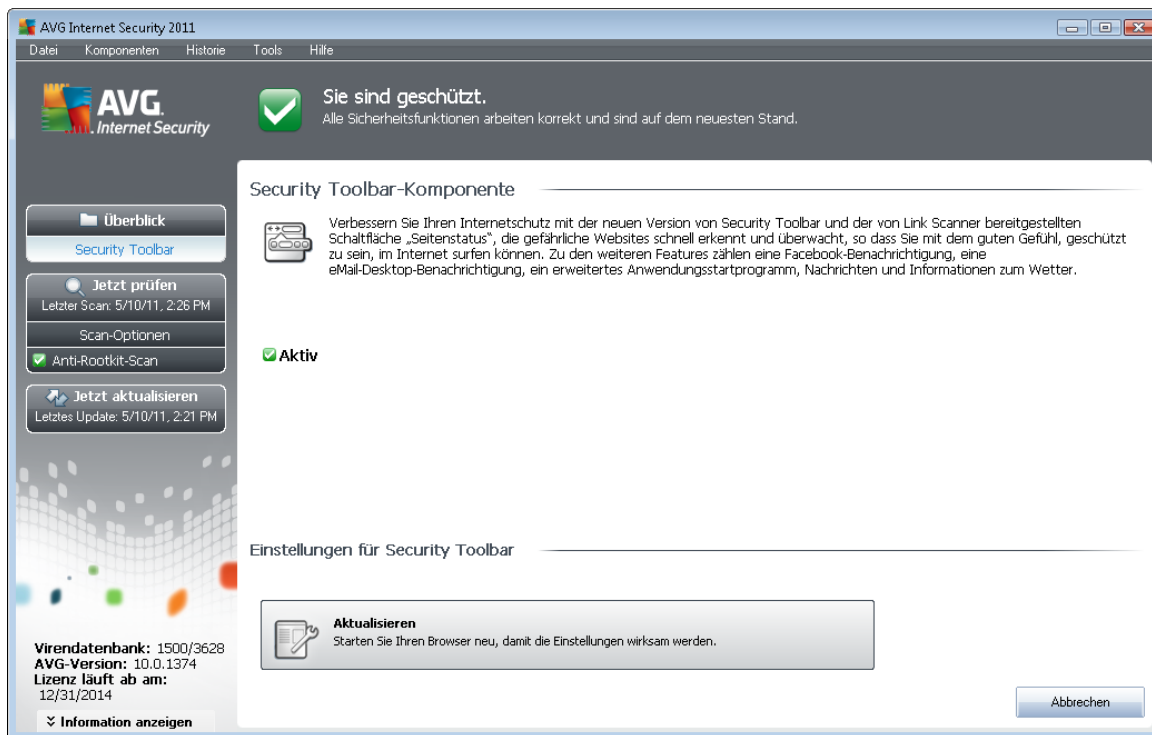 AVG Internet Security 2011
Datei Komponenten Historie Tools Hilfe
AVG.
Internet Security
Sie sind geschützt.
Alle Sicherheitsfunktionen arbeiten korrekt und sind auf dem neuesten Stand.
Überblick
Security Toolbar
Jetzt prüfen
Letzter Scan: 5/10/11, 2:26 PM
Scan-Optionen
Anti-Rootkit-Scan
Jetzt aktualisieren
Letztes Update: 5/10/11, 2:21 PM
Virendatenbank: 1500/3628
AVG-Version: 10.0.1374
Lizenz läuft ab am:
12/31/2014
Information anzeigen
Security Toolbar-Komponente
Verbessern Sie Ihren Internetschutz mit der neuen Version von Security Toolbar und der von Link Scanner bereitgestellten
Schaltfläche „Seitenstatus“, die gefährliche Websites schnell erkennt und überwacht, so dass Sie mit dem guten Gefühl, geschützt
zu sein, im Internet surfen können. Zu den weiteren Features zählen eine Facebook-Benachrichtigung, eine
eMail-Desktop-Benachrichtigung, ein erweitertes Anwendungsstartprogramm, Nachrichten und Informationen zum Wetter.
Aktiv
Einstellungen für Security Toolbar
Aktualisieren
Starten Sie Ihren Browser neu, damit die Einstellungen wirksam werden.
Abbrechen